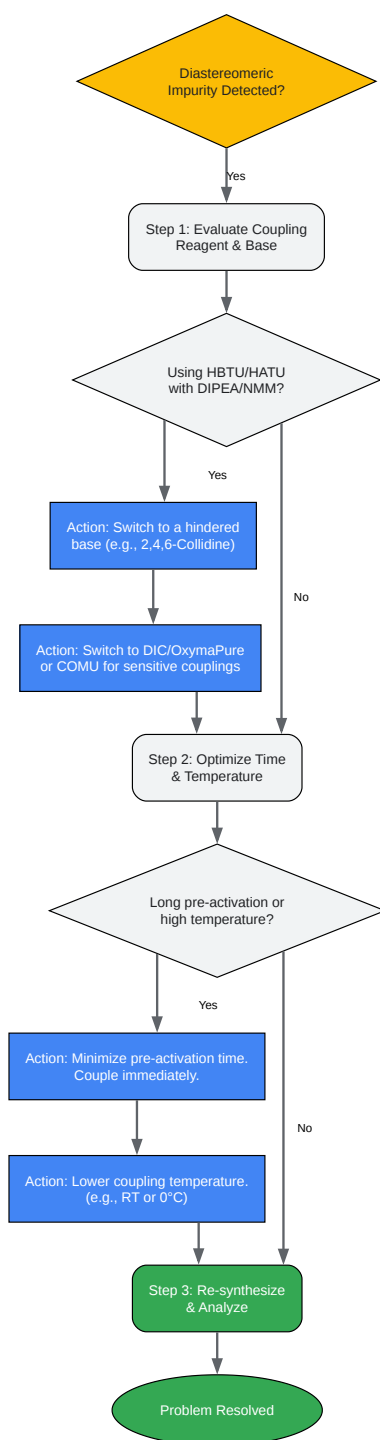 Diastereomeric
Impurity Detected?
Yes
Step 1: Evaluate Coupling
Reagent & Base
Using HBTU/HATU
with DIPEA/NMM?
Yes
Action: Switch to a hindered
base (e.g., 2,4,6-Collidine)
No
Action: Switch to DIC/OxymaPure
or COMU for sensitive couplings
Step 2: Optimize Time
& Temperature
Long pre-activation or
high temperature?
Yes
Action: Minimize pre-activation time.
Couple immediately.
No
Action: Lower coupling temperature.
(e.g., RT or 0°C)
Step 3: Re-synthesize
& Analyze
Problem Resolved